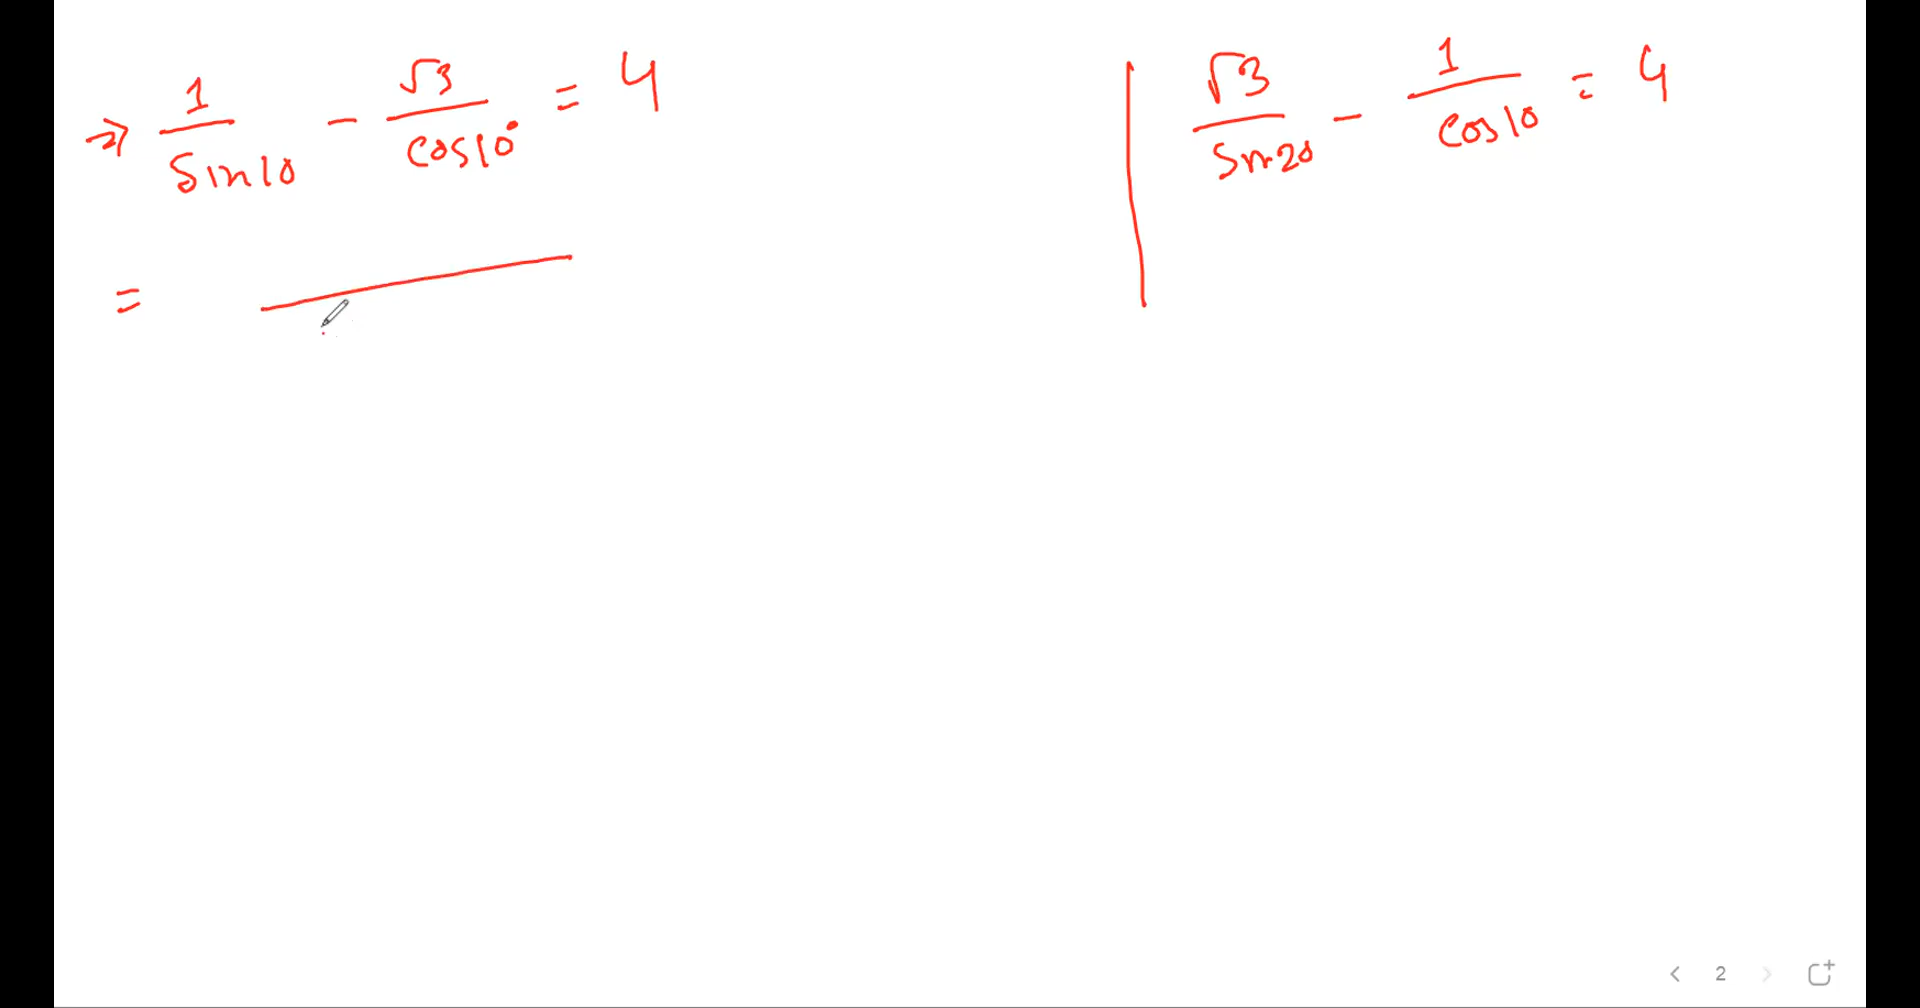 ⇒ 1/Sin10 - √3/cos10° = 4
√3/Sin20 - 1/Cos10 = 4
=
2